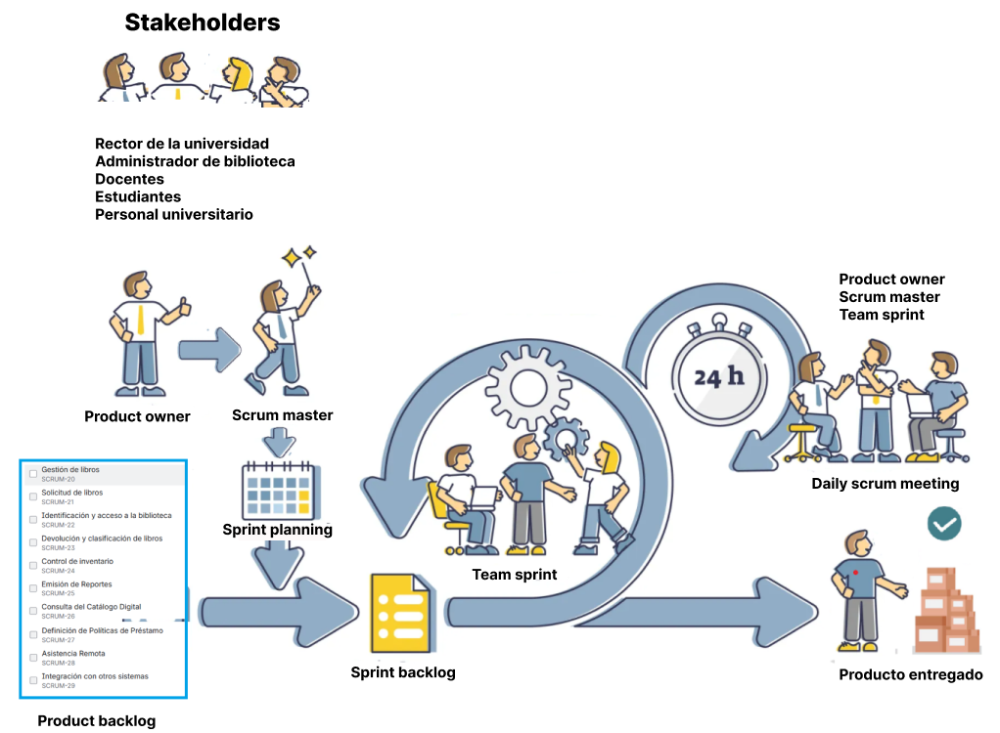 Stakeholders
Rector de la universidad
Administrador de biblioteca
Docentes
Estudiantes
Personal universitario
Product owner
Scrum master
Sprint planning
Gestión de libros
SCRUM-20
Solicitud de libros
SCRUM-21
Identificación y acceso a la biblioteca
SCRUM-22
Devolución y clasificación de libros
SCRUM-23
Control de inventario
SCRUM-24
Emisión de Reportes
SCRUM-25
Consulta del Catálogo Digital
SCRUM-26
Definición de Políticas de Préstamo
SCRUM-27
Asistencia Remota
SCRUM-28
Integración con otros sistemas
SCRUM-29
Product backlog
Sprint backlog
Team sprint
24 h
Product owner
Scrum master
Team sprint
Daily scrum meeting
Producto entregado